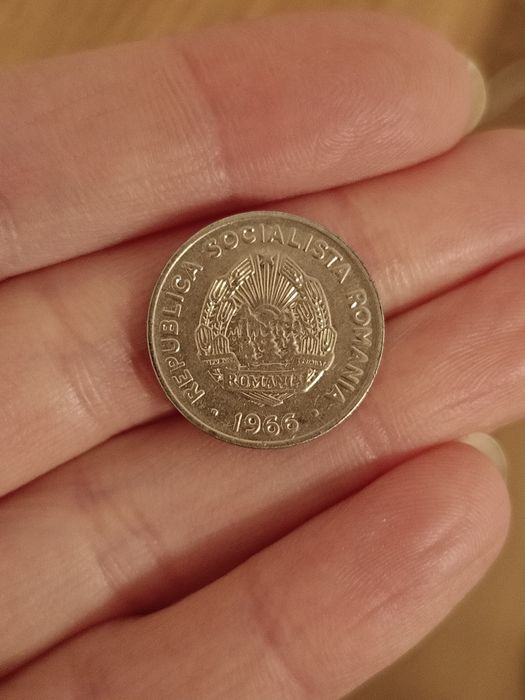 REPUBLICA SOCIALISTA ROMANIA
ROMANIA
· 1966 ·